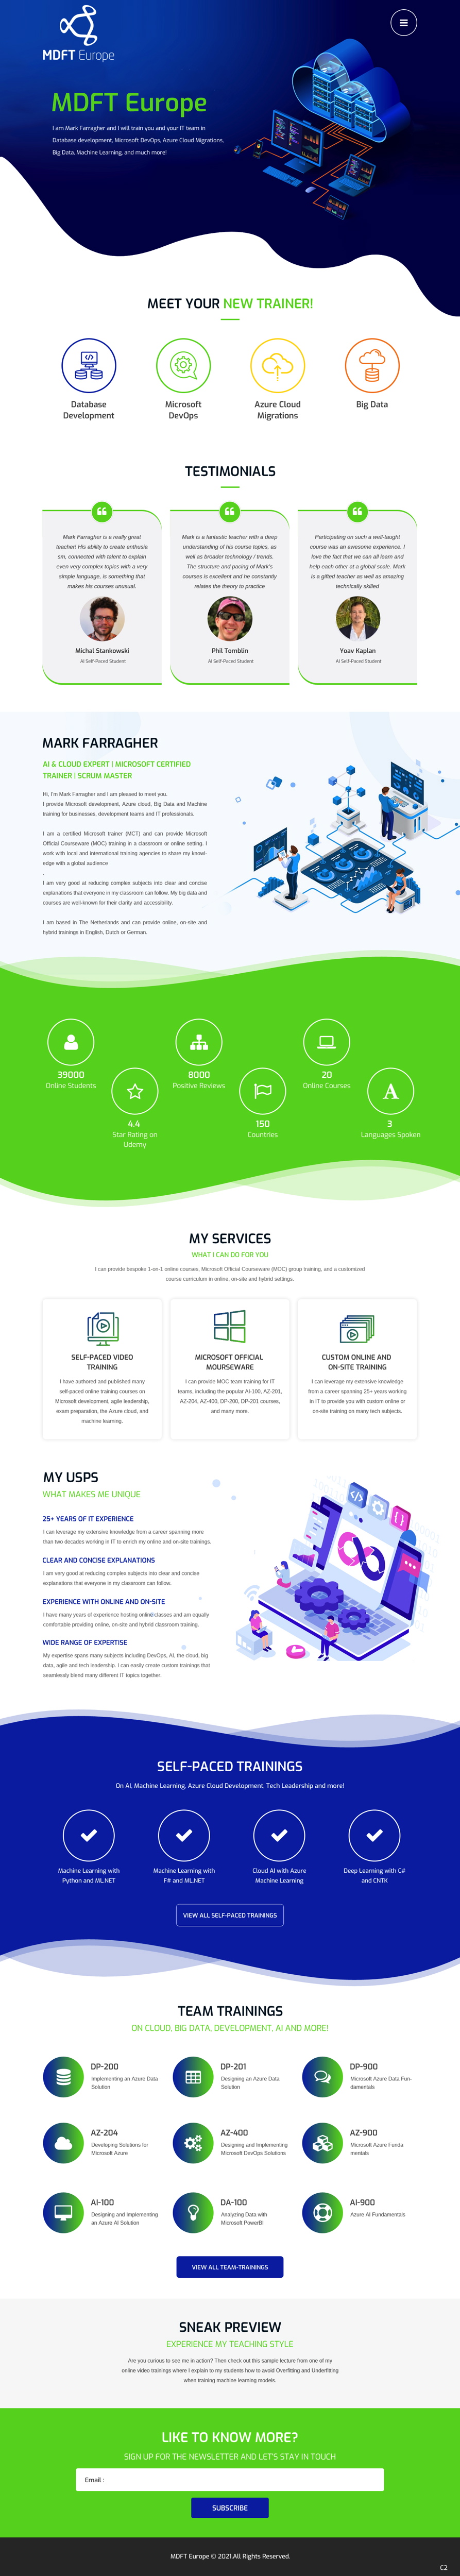 MDFT Europe
MDFT Europe
I am Mark Farragher and I will train you and your IT team in
Database development, Microsoft DevOps, Azure Cloud Migrations,
Big Data, Machine Learning, and much more!
MEET YOUR NEW TRAINER!
Database
Development
Microsoft
DevOps
Azure Cloud
Migrations
Big Data
TESTIMONIALS
Mark Farragher is a really great
teacher! His ability to create enthusia
sm, connected with talent to explain
even very complex topics with a very
simple language, is something that
makes his courses unusual.
Michal Stankowski
AI Self-Paced Student
Mark is a fantastic teacher with a deep
understanding of his course topics, as
well as broader technology / trends.
The structure and pacing of Mark's
courses is excellent and he constantly
relates the theory to practice
Phil Tomblin
AI Self-Paced Student
Participating on such a well-taught
course was an awesome experience. I
love the fact that we can all learn and
help each other at a global scale. Mark
is a gifted teacher as well as amazing
technically skilled
Yoav Kaplan
AI Self-Paced Student
MARK FARRAGHER
AI & CLOUD EXPERT | MICROSOFT CERTIFIED
TRAINER | SCRUM MASTER
Hi, I'm Mark Farragher and I am pleased to meet you.
I provide Microsoft development, Azure cloud, Big Data and Machine
training for businesses, development teams and IT professionals.
I am a certified Microsoft trainer (MCT) and can provide Microsoft
Official Courseware (MOC) training in a classroom or online setting. I
work with local and international training agencies to share my knowl-
edge with a global audience
.
I am very good at reducing complex subjects into clear and concise
explanations that everyone in my classroom can follow. My big data and
courses are well-known for their clarity and accessibility.
I am based in The Netherlands and can provide online, on-site and
hybrid trainings in English, Dutch or German.
39000
Online Students
4.4
Star Rating on
Udemy
8000
Positive Reviews
150
Countries
20
Online Courses
A
3
Languages Spoken
MY SERVICES
WHAT I CAN DO FOR YOU
I can provide bespoke 1-on-1 online courses, Microsoft Official Courseware (MOC) group training, and a customized
course curriculum in online, on-site and hybrid settings.
SELF-PACED VIDEO
TRAINING
I have authored and published many
self-paced online training courses on
Microsoft development, agile leadership,
exam preparation, the Azure cloud, and
machine learning.
MICROSOFT OFFICIAL
MOURSEWARE
I can provide MOC team training for IT
teams, including the popular AI-100, AZ-201,
AZ-204, AZ-400, DP-200, DP-201 courses,
and many more.
CUSTOM ONLINE AND
ON-SITE TRAINING
I can leverage my extensive knowledge
from a career spanning 25+ years working
in IT to provide you with custom online or
on-site training on many tech subjects.
MY USPS
WHAT MAKES ME UNIQUE
25+ YEARS OF IT EXPERIENCE
I can leverage my extensive knowledge from a career spanning more
than two decades working in IT to enrich my online and on-site trainings.
CLEAR AND CONCISE EXPLANATIONS
I am very good at reducing complex subjects into clear and concise
explanations that everyone in my classroom can follow.
EXPERIENCE WITH ONLINE AND ON-SITE
I have many years of experience hosting online classes and am equally
comfortable providing online, on-site and hybrid classroom training.
WIDE RANGE OF EXPERTISE
My expertise spans many subjects including DevOps, AI, the cloud, big
data, agile and tech leadership. I can easily create custom trainings that
seamlessly blend many different IT topics together.
SELF-PACED TRAININGS
On AI, Machine Learning, Azure Cloud Development, Tech Leadership and more!
Machine Learning with
Python and ML.NET
Machine Learning with
F# and ML.NET
Cloud AI with Azure
Machine Learning
Deep Learning with C#
and CNTK
VIEW ALL SELF-PACED TRAININGS
TEAM TRAININGS
ON CLOUD, BIG DATA, DEVELOPMENT, AI AND MORE!
DP-200
Implementing an Azure Data
Solution
DP-201
Designing an Azure Data
Solution
DP-900
Microsoft Azure Data Fun-
damentals
AZ-204
Developing Solutions for
Microsoft Azure
AZ-400
Designing and Implementing
Microsoft DevOps Solutions
AZ-900
Microsoft Azure Funda
mentals
AI-100
Designing and Implementing
an Azure AI Solution
DA-100
Analyzing Data with
Microsoft PowerBI
AI-900
Azure AI Fundamentals
VIEW ALL TEAM-TRAININGS
SNEAK PREVIEW
EXPERIENCE MY TEACHING STYLE
Are you curious to see me in action? Then check out this sample lecture from one of my
online video trainings where I explain to my students how to avoid Overfitting and Underfitting
when training machine learning models.
LIKE TO KNOW MORE?
SIGN UP FOR THE NEWSLETTER AND LET'S STAY IN TOUCH
Email :
SUBSCRIBE
MDFT Europe © 2021.All Rights Reserved.
C2